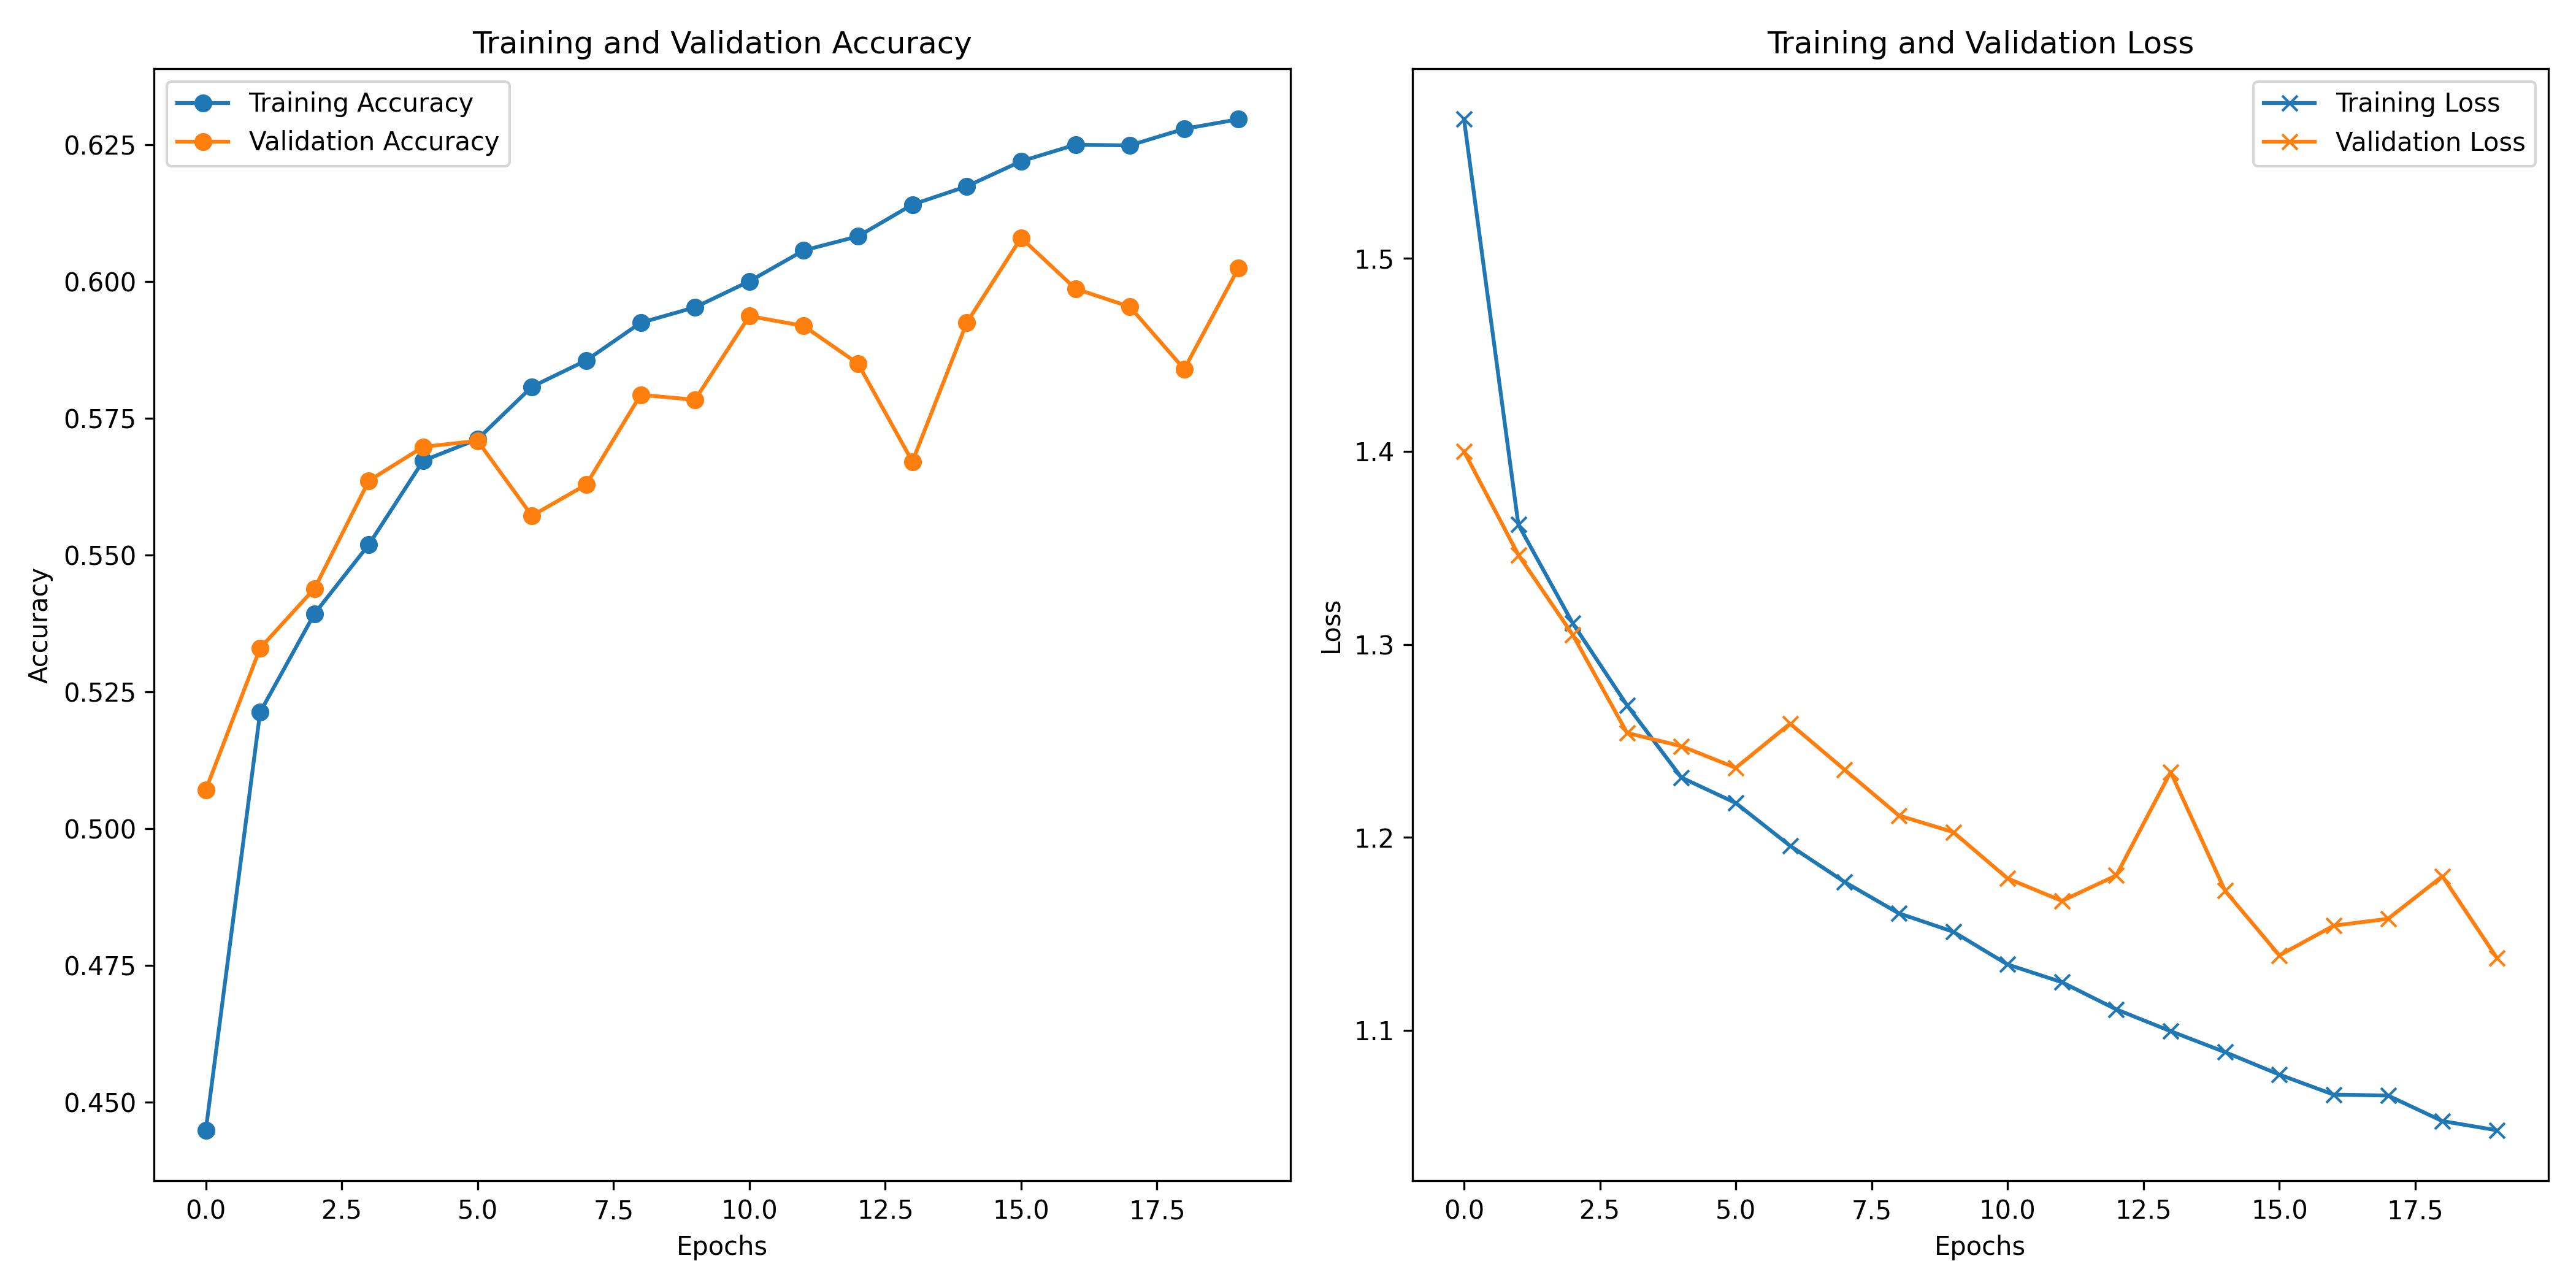 Training and Validation Accuracy
Training Accuracy
Validation Accuracy
0.625
0.600
0.575
0.550
0.525
0.500
0.475
0.450
Accuracy
0.0 2.5 5.0 7.5 10.0 12.5 15.0 17.5
Epochs
Training and Validation Loss
Training Loss
Validation Loss
1.5
1.4
1.3
1.2
1.1
Loss
0.0 2.5 5.0 7.5 10.0 12.5 15.0 17.5
Epochs